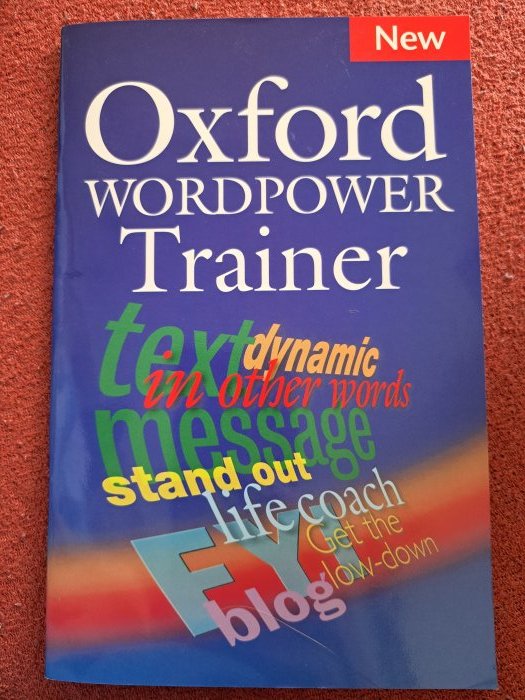 New
Oxford
WORDPOWER
Trainer
text
dynamic
in other words
message
stand out
life coach
FYI
Get the
low-down
blog